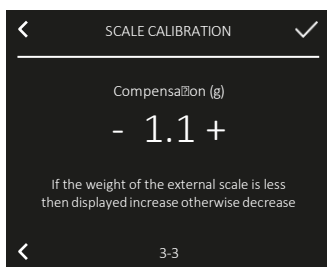 SCALE CALIBRATION
Compensa⍰on (g)
- 1.1 +
If the weight of the external scale is less
then displayed increase otherwise decrease
3-3